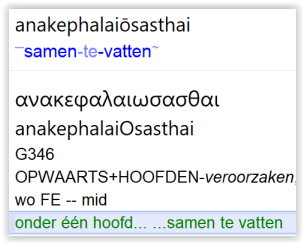 anakephalaiōsasthai
¯samen-te-vatten~
ανακεφαλαιωσασθαι
anakephalaiOsasthai
G346
OPWAARTS+HOOFDEN-veroorzaken,
wo FE -- mid
onder één hoofd... ...samen te vatten